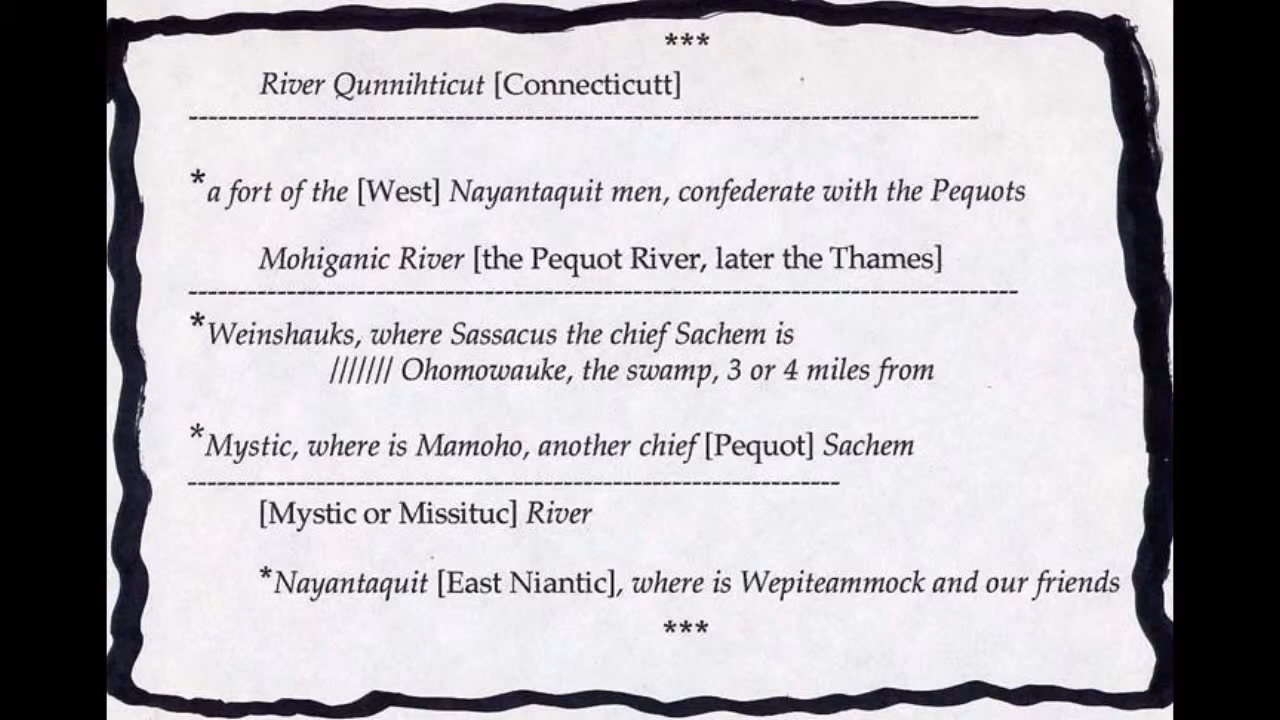 ***
River Qunnihticut [Connecticutt]
--------------------------------------------------------------------------------
*a fort of the [West] Nayantaquit men, confederate with the Pequots
Mohiganic River [the Pequot River, later the Thames]
------------------------------------------------------------------------------------
*Weinshauks, where Sassacus the chief Sachem is
/////// Ohomowauke, the swamp, 3 or 4 miles from
*Mystic, where is Mamoho, another chief [Pequot] Sachem
------------------------------------------------------------------
[Mystic or Missituc] River
*Nayantaquit [East Niantic], where is Wepiteammock and our friends
***